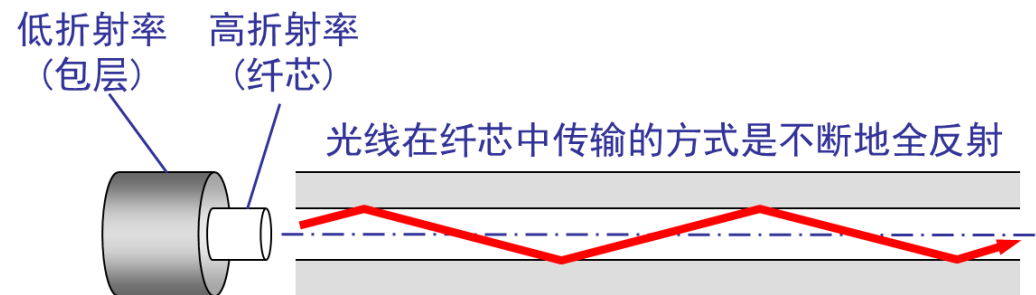 低折射率
（包层）
高折射率
（纤芯）
光线在纤芯中传输的方式是不断地全反射